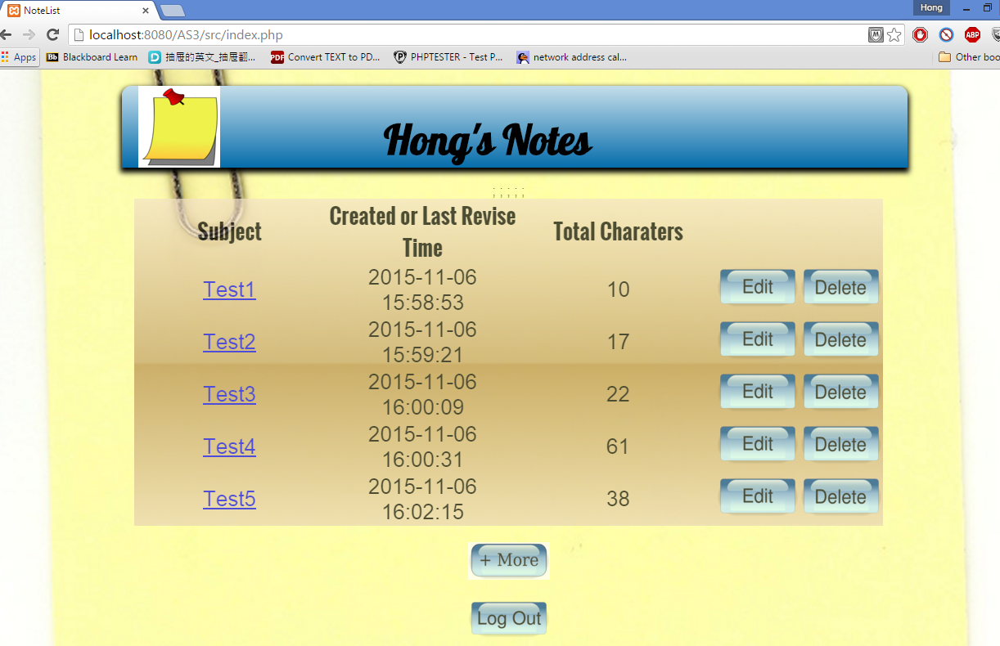 NoteList
Hong
localhost:8080/AS3/src/index.php
ABP
Apps
Bb Blackboard Learn
D 抽屉的英文_抽屉翻...
PDF Convert TEXT to PD...
P PHPTESTER - Test P...
network address cal...
Other boo
Hong's Notes
Subject
Created or Last Revise
Time
Total Charaters
Test1
2015-11-06
15:58:53
10
Edit
Delete
Test2
2015-11-06
15:59:21
17
Edit
Delete
Test3
2015-11-06
16:00:09
22
Edit
Delete
Test4
2015-11-06
16:00:31
61
Edit
Delete
Test5
2015-11-06
16:02:15
38
Edit
Delete
+ More
Log Out